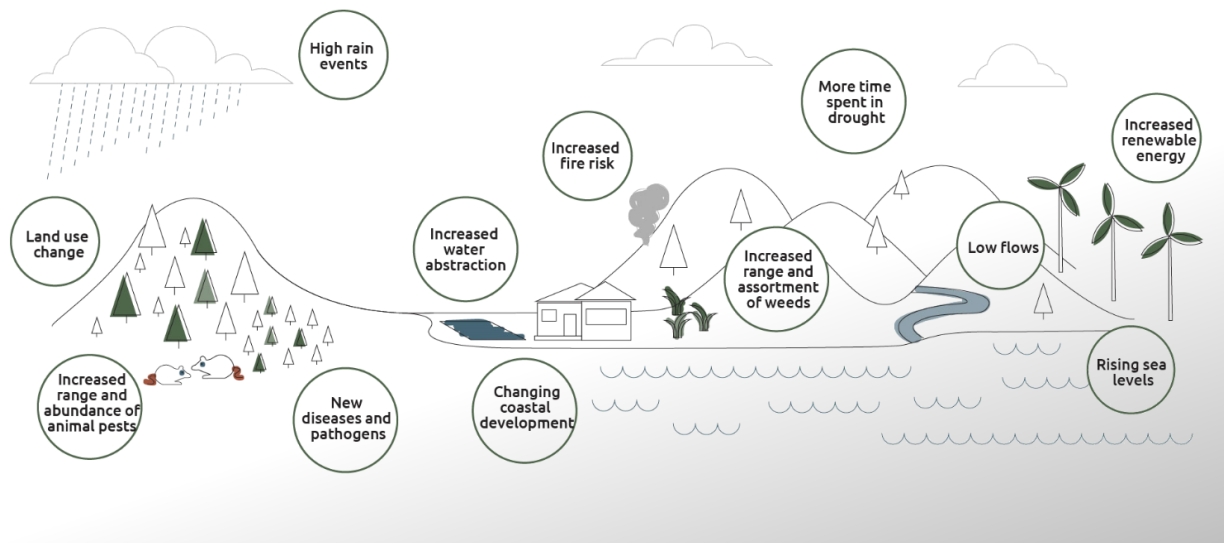 High rain
events
More time
spent in
drought
Increased
renewable
energy
Increased
fire risk
Land use
change
Increased
water
abstraction
Increased
range and
assortment
of weeds
Low flows
Increased
range and
abundance of
animal pests
New
diseases and
pathogens
Changing
coastal
development
Rising sea
levels